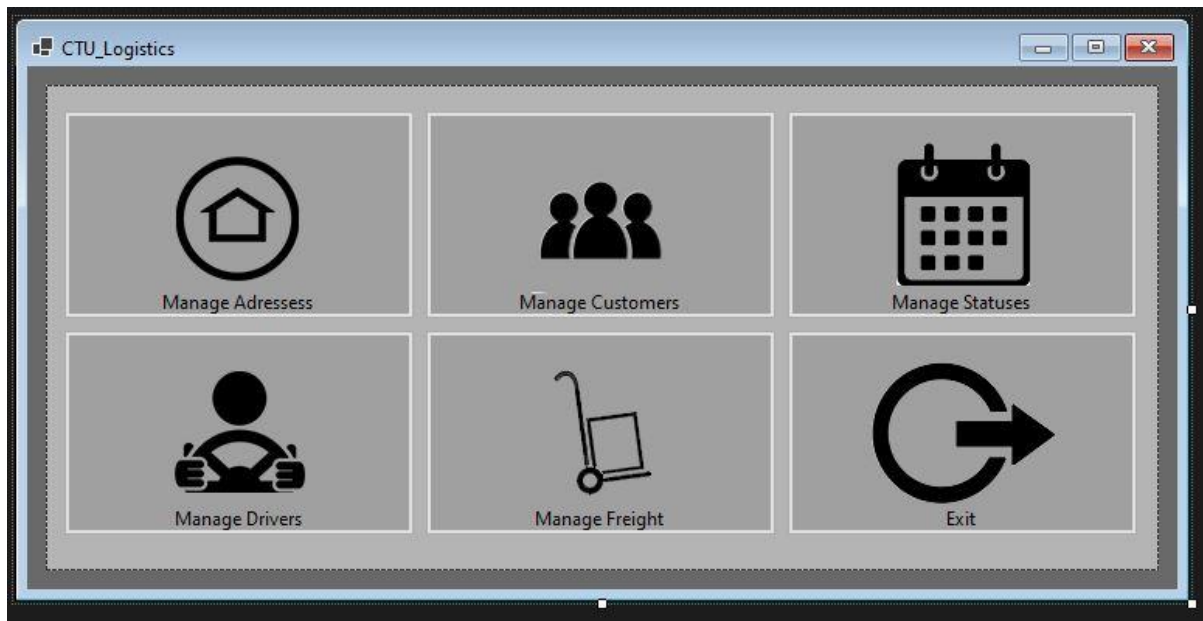 CTU_Logistics
Manage Adressess
Manage Customers
Manage Statuses
Manage Drivers
Manage Freight
Exit